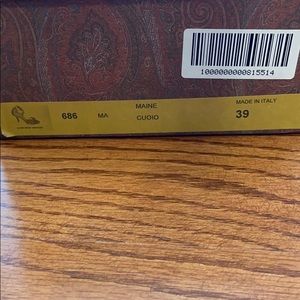 1000000000815514
MAINE MADE IN ITALY
686 MA CUOIO 39